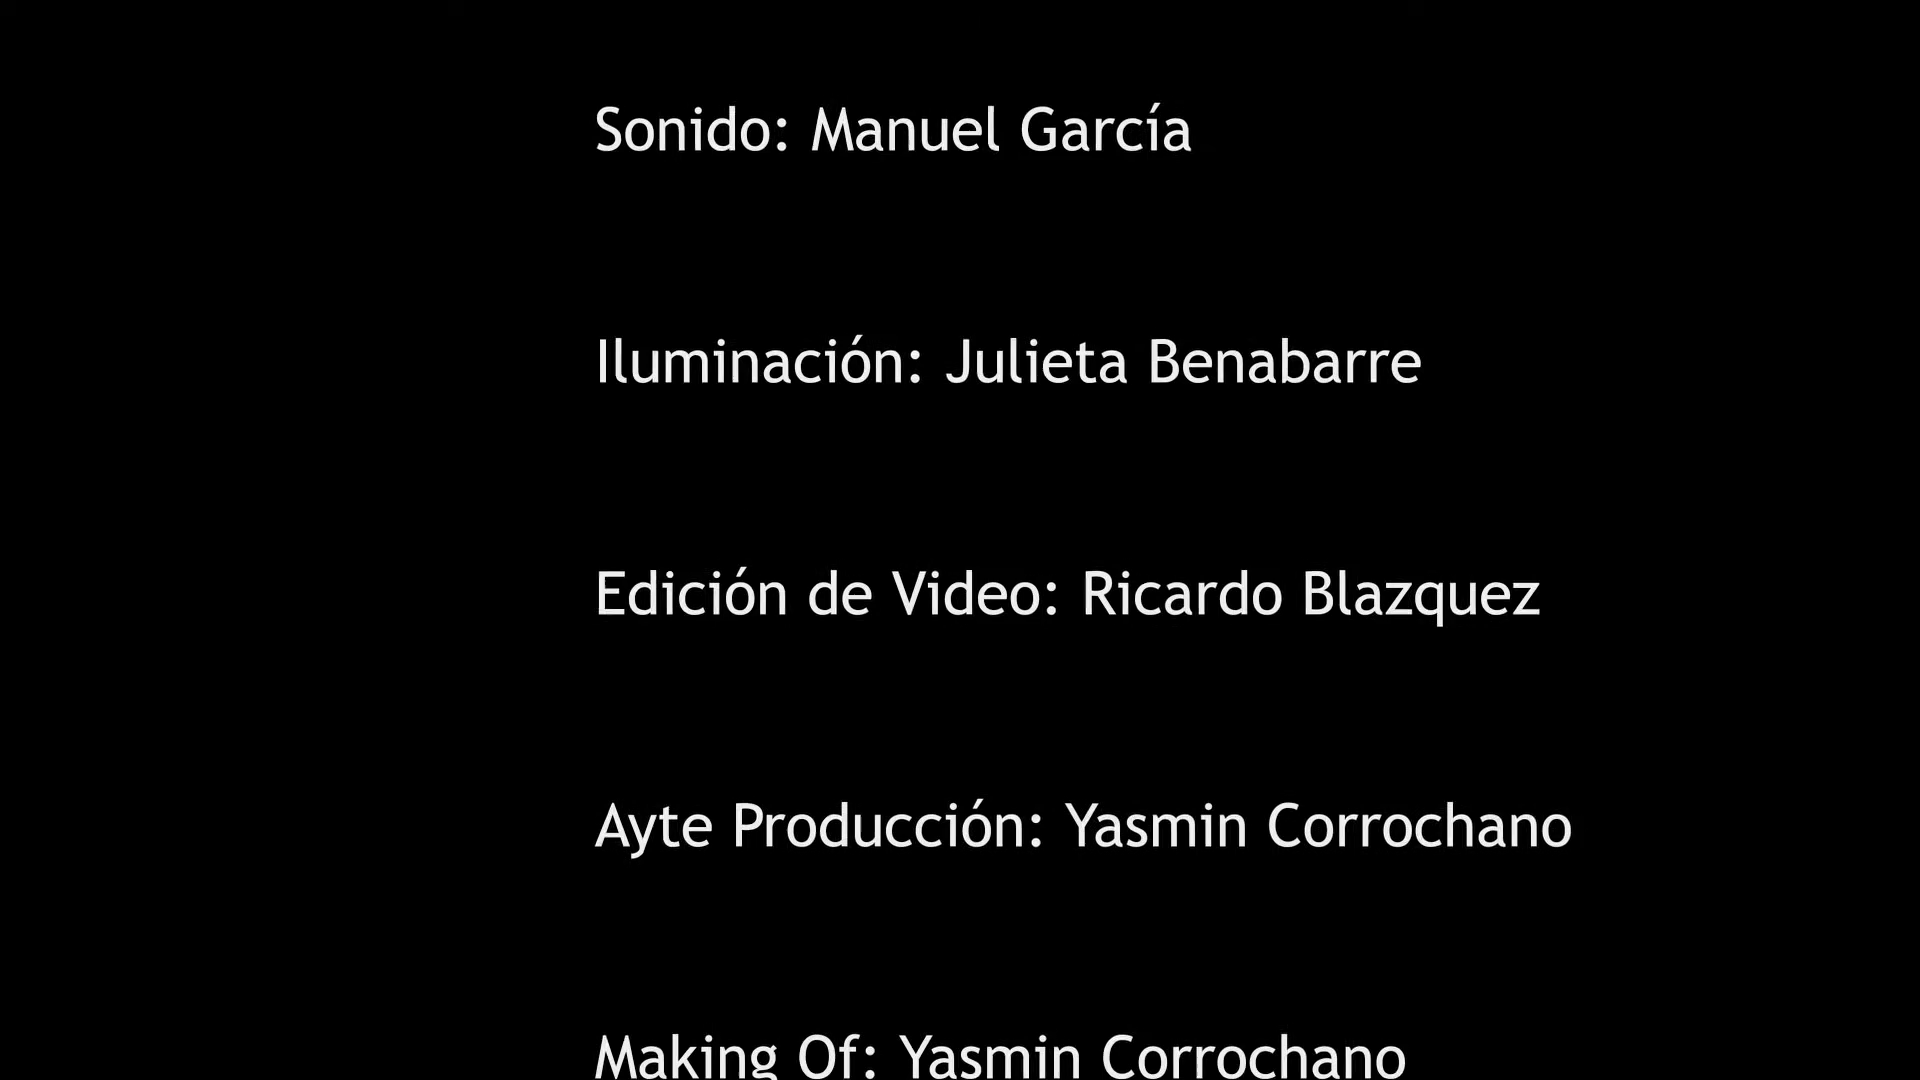 Sonido: Manuel García
Iluminación: Julieta Benabarre
Edición de Video: Ricardo Blazquez
Ayte Producción: Yasmin Corrochano
Making Of: Yasmin Corrochano